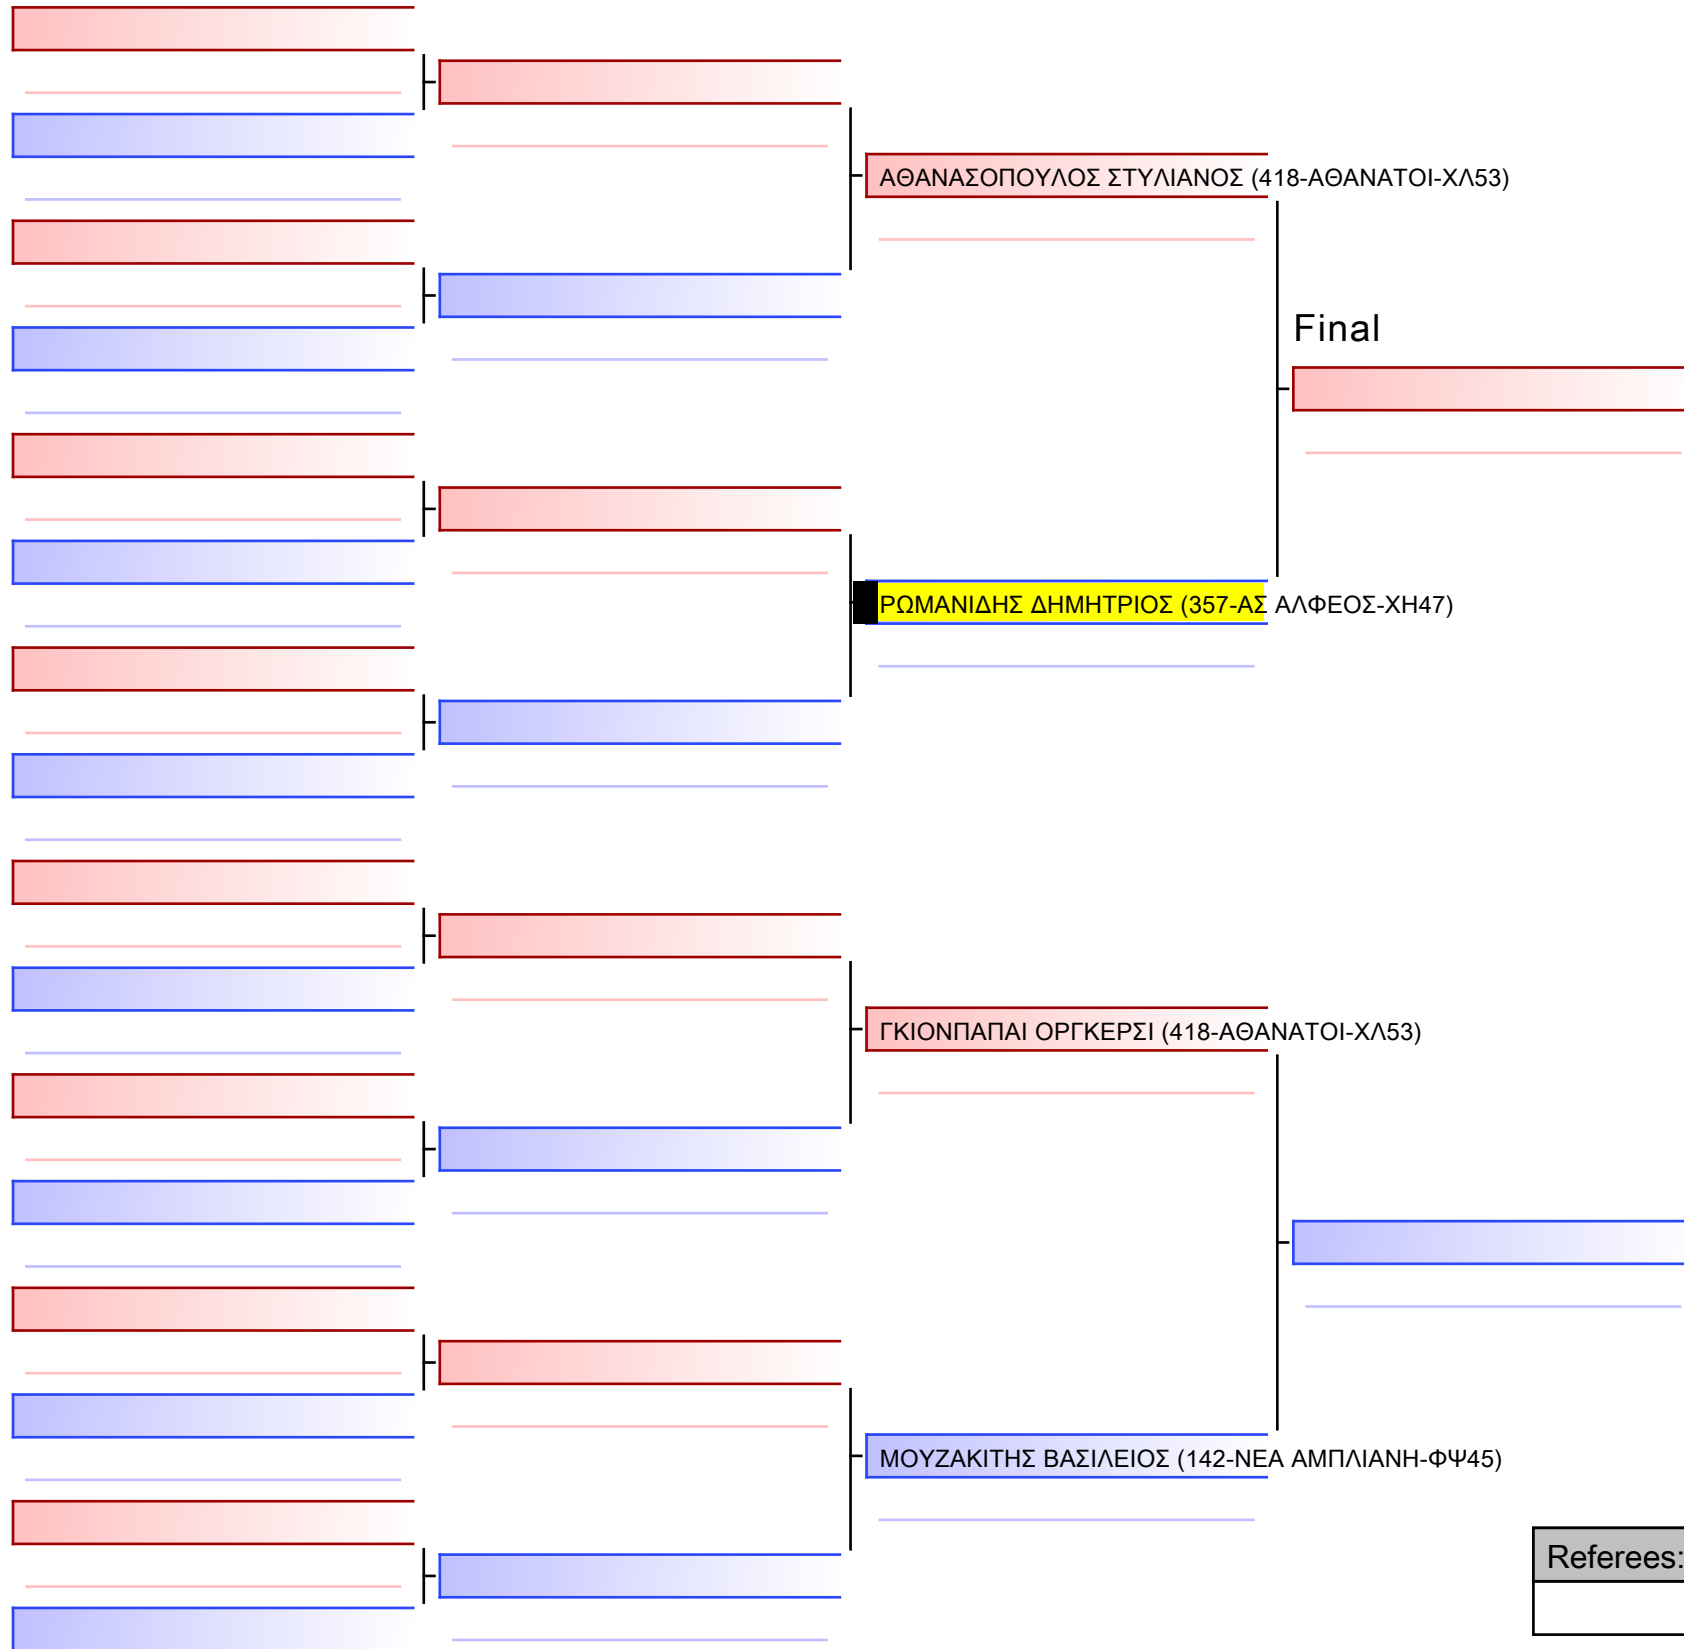 ΑΘΑΝΑΣΟΠΟΥΛΟΣ ΣΤΥΛΙΑΝΟΣ (418-ΑΘΑΝΑΤΟΙ-ΧΛ53)
Final
ΡΩΜΑΝΙΔΗΣ ΔΗΜΗΤΡΙΟΣ (357-ΑΣ ΑΛΦΕΟΣ-ΧΗ47)
ΓΚΙΟΝΠΑΠΑΙ ΟΡΓΚΕΡΣΙ (418-ΑΘΑΝΑΤΟΙ-ΧΛ53)
ΜΟΥΖΑΚΙΤΗΣ ΒΑΣΙΛΕΙΟΣ (142-ΝΕΑ ΑΜΠΛΙΑΝΗ-ΦΨ45)
Referees: